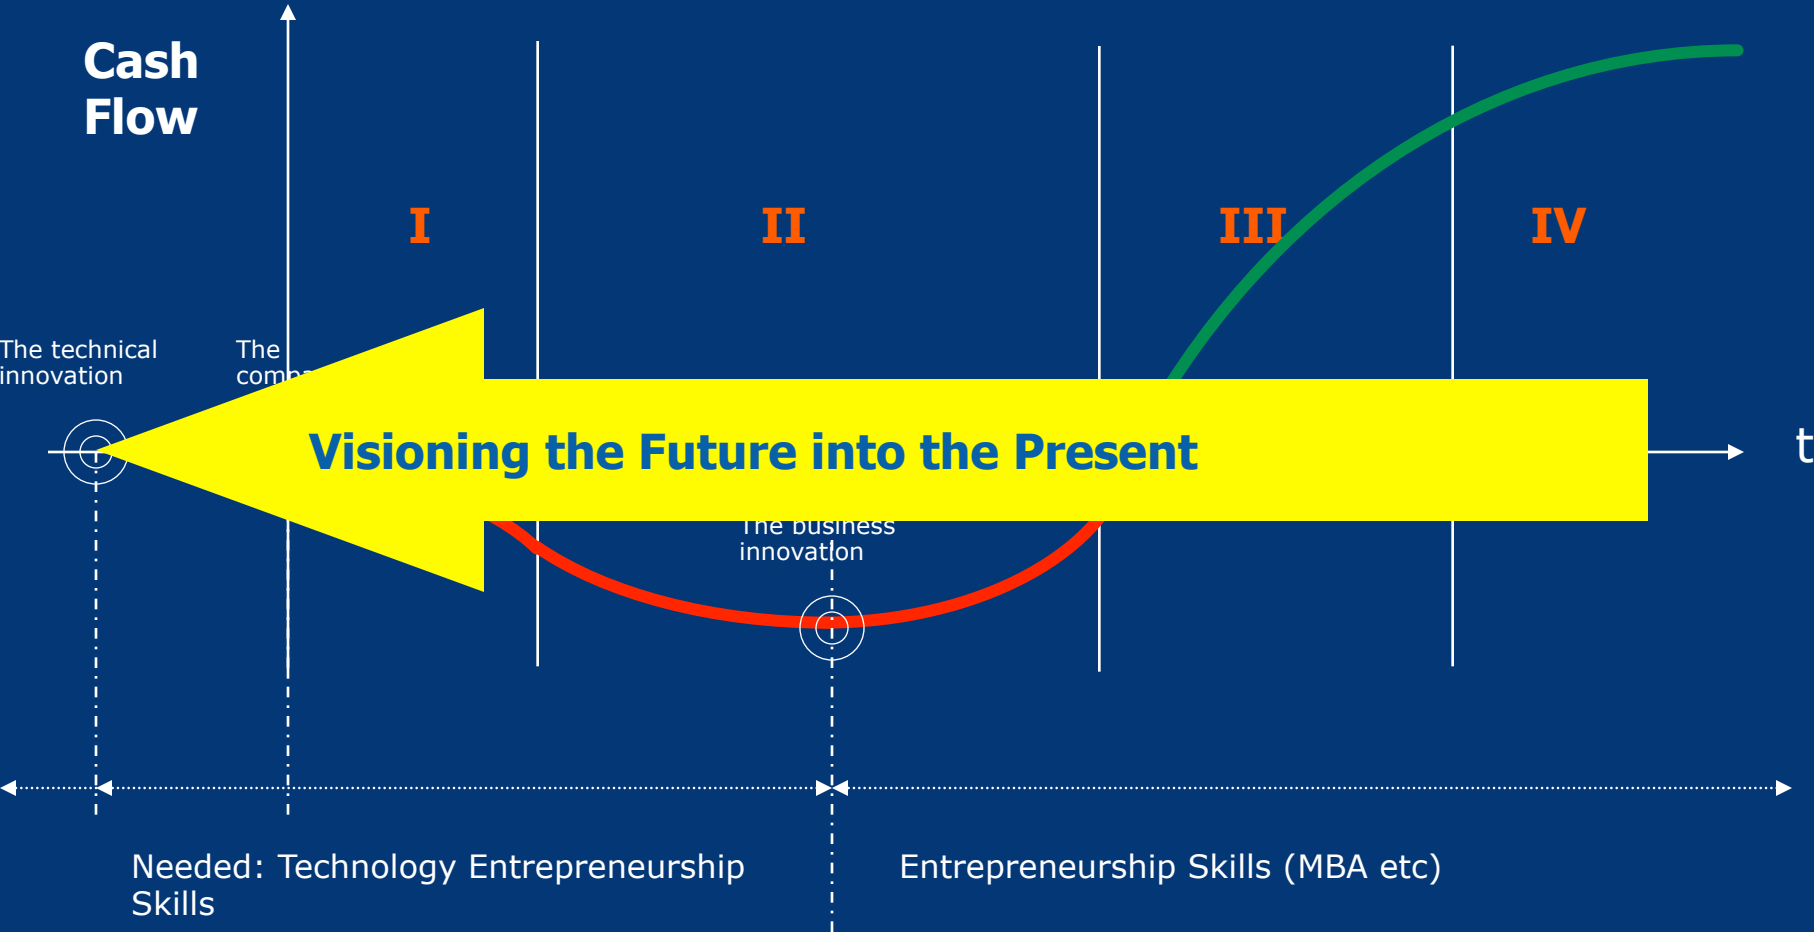 Cash
Flow
I
II
III
IV
The technical
innovation
The
Visioning the Future into the Present
t
The business
innovation
Needed: Technology Entrepreneurship
Skills
Entrepreneurship Skills (MBA etc)